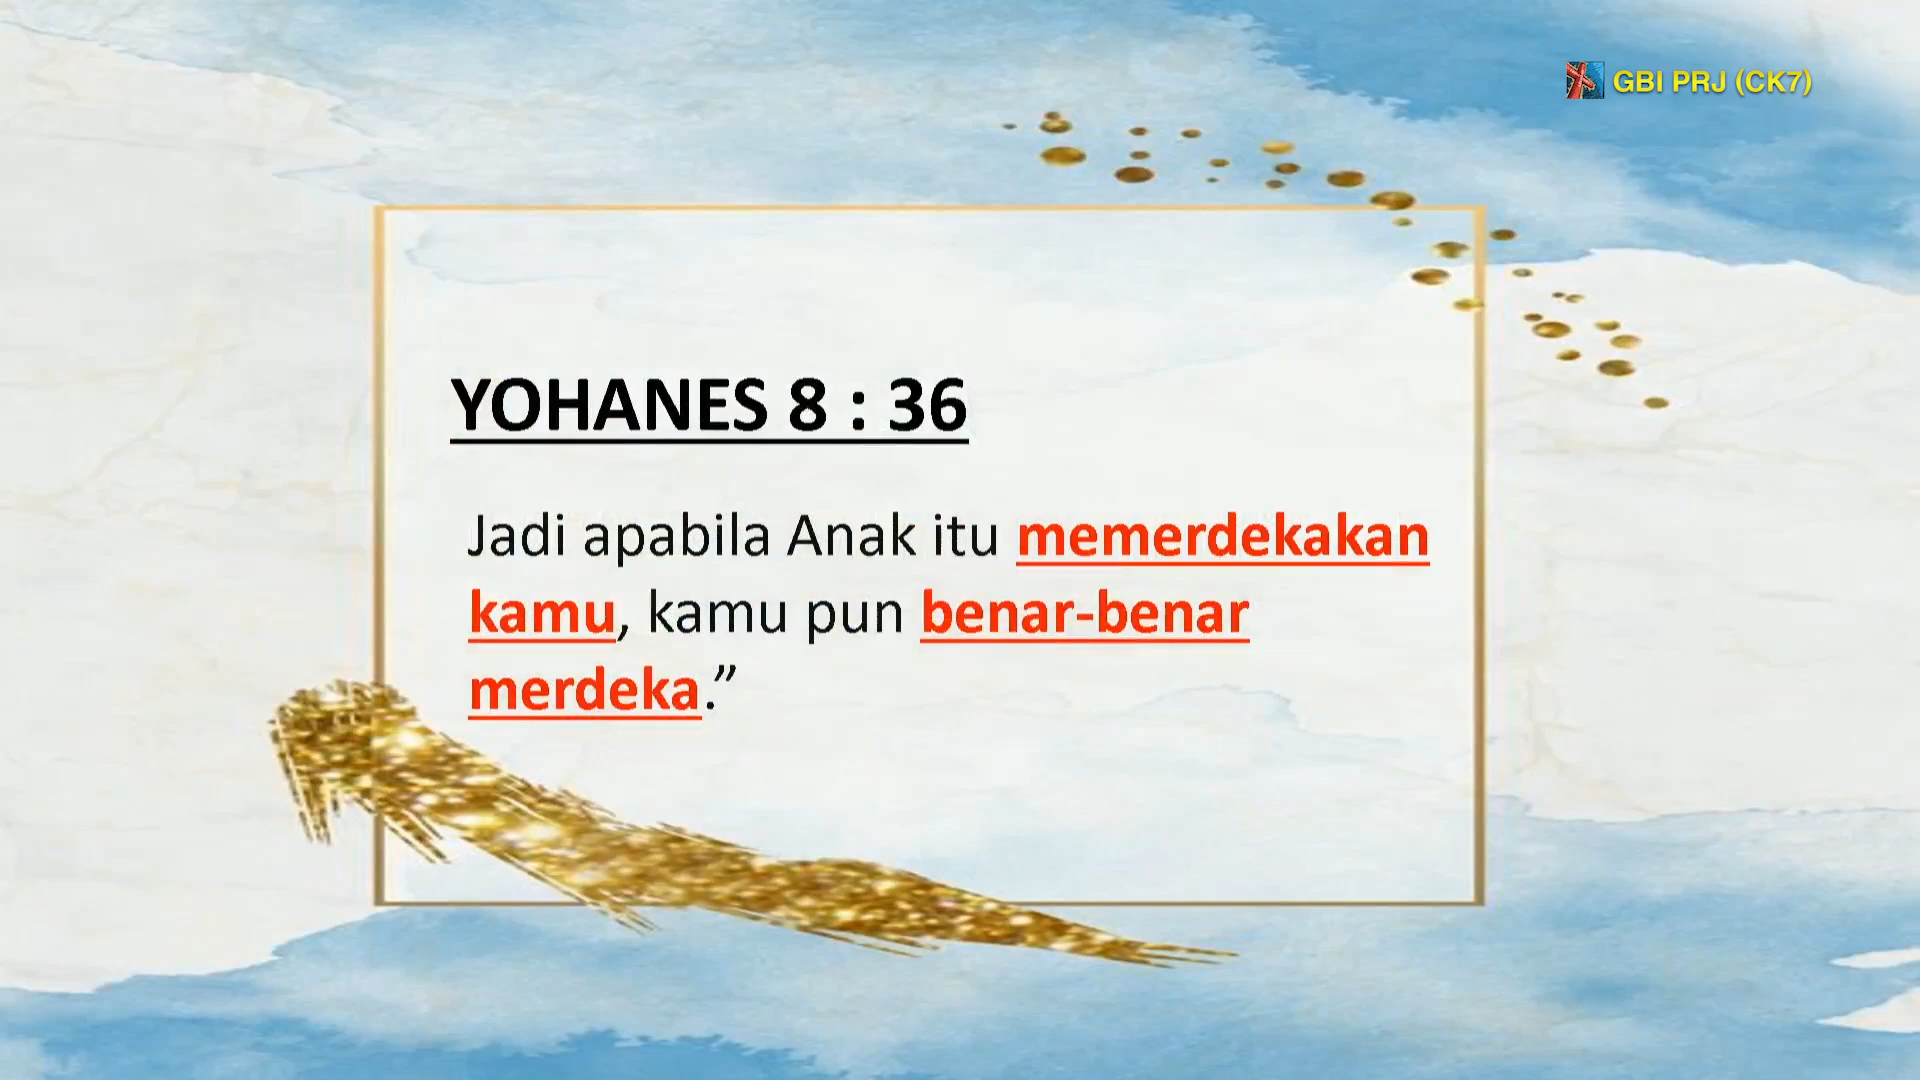 GBI PRJ (CK7)
YOHANES 8 : 36
Jadi apabila Anak itu memerdekakan
kamu, kamu pun benar-benar
merdeka.”